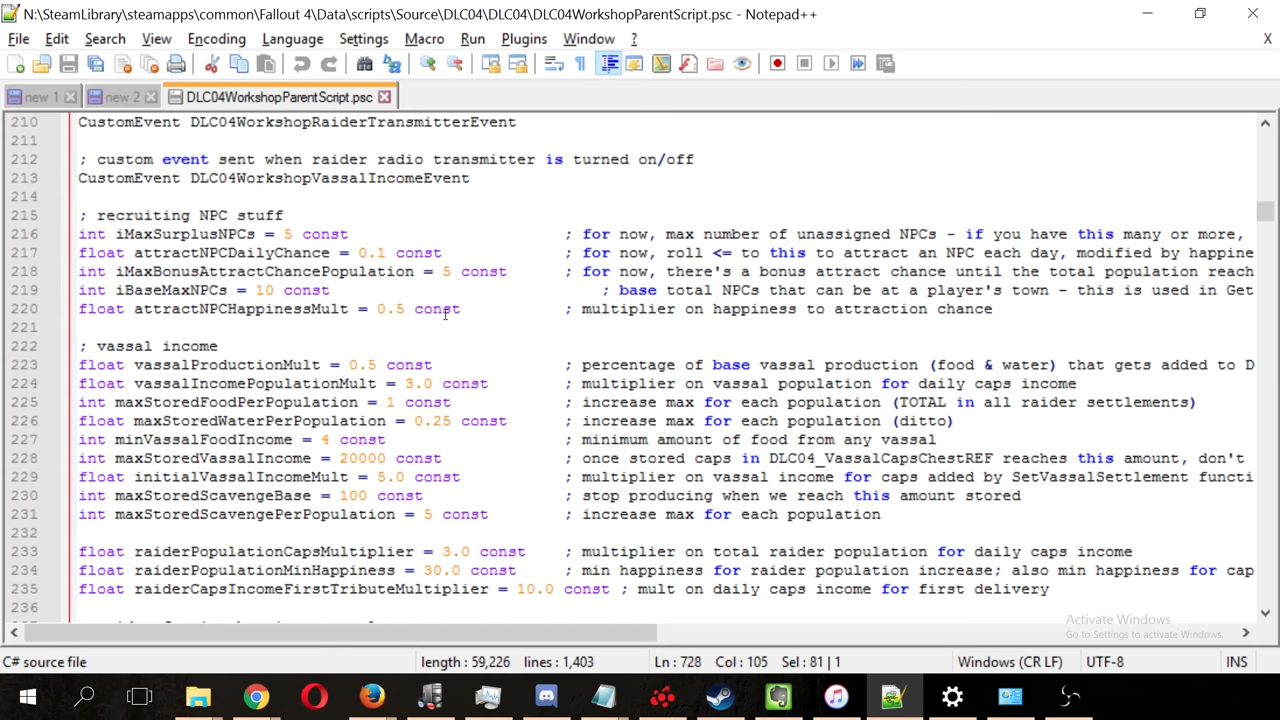 N:\SteamLibrary\steamapps\common\Fallout 4\Data\scripts\Source\DLC04\DLC04\DLC04WorkshopParentScript.psc - Notepad++
File Edit Search View Encoding Language Settings Macro Run Plugins Window ? X
new 1 new 2 DLC04WorkshopParentScript.psc
210 CustomEvent DLC04WorkshopRaiderTransmitterEvent
211
212 ; custom event sent when raider radio transmitter is turned on/off
213 CustomEvent DLC04WorkshopVassalIncomeEvent
214
215 ; recruiting NPC stuff
216 int iMaxSurplusNPCs = 5 const ; for now, max number of unassigned NPCs - if you have this many or more,
217 float attractNPCDailyChance = 0.1 const ; for now, roll <= to this to attract an NPC each day, modified by happine
218 int iMaxBonusAttractChancePopulation = 5 const ; for now, there's a bonus attract chance until the total population reach
219 int iBaseMaxNPCs = 10 const ; base total NPCs that can be at a player's town - this is used in Get
220 float attractNPCHappinessMult = 0.5 const ; multiplier on happiness to attraction chance
221
222 ; vassal income
223 float vassalProductionMult = 0.5 const ; percentage of base vassal production (food & water) that gets added to D
224 float vassalIncomePopulationMult = 3.0 const ; multiplier on vassal population for daily caps income
225 int maxStoredFoodPerPopulation = 1 const ; increase max for each population (TOTAL in all raider settlements)
226 float maxStoredWaterPerPopulation = 0.25 const ; increase max for each population (ditto)
227 int minVassalFoodIncome = 4 const ; minimum amount of food from any vassal
228 int maxStoredVassalIncome = 20000 const ; once stored caps in DLC04_VassalCapsChestREF reaches this amount, don't
229 float initialVassalIncomeMult = 5.0 const ; multiplier on vassal income for caps added by SetVassalSettlement functi
230 int maxStoredScavengeBase = 100 const ; stop producing when we reach this amount stored
231 int maxStoredScavengePerPopulation = 5 const ; increase max for each population
232
233 float raiderPopulationCapsMultiplier = 3.0 const ; multiplier on total raider population for daily caps income
234 float raiderPopulationMinHappiness = 30.0 const ; min happiness for raider population increase; also min happiness for cap
235 float raiderCapsIncomeFirstTributeMultiplier = 10.0 const ; mult on daily caps income for first delivery
236
Activate Windows
Go to Settings to activate Windows.
C# source file length : 59,226 lines : 1,403 Ln : 728 Col : 105 Sel : 81 | 1 Windows (CR LF) UTF-8 INS